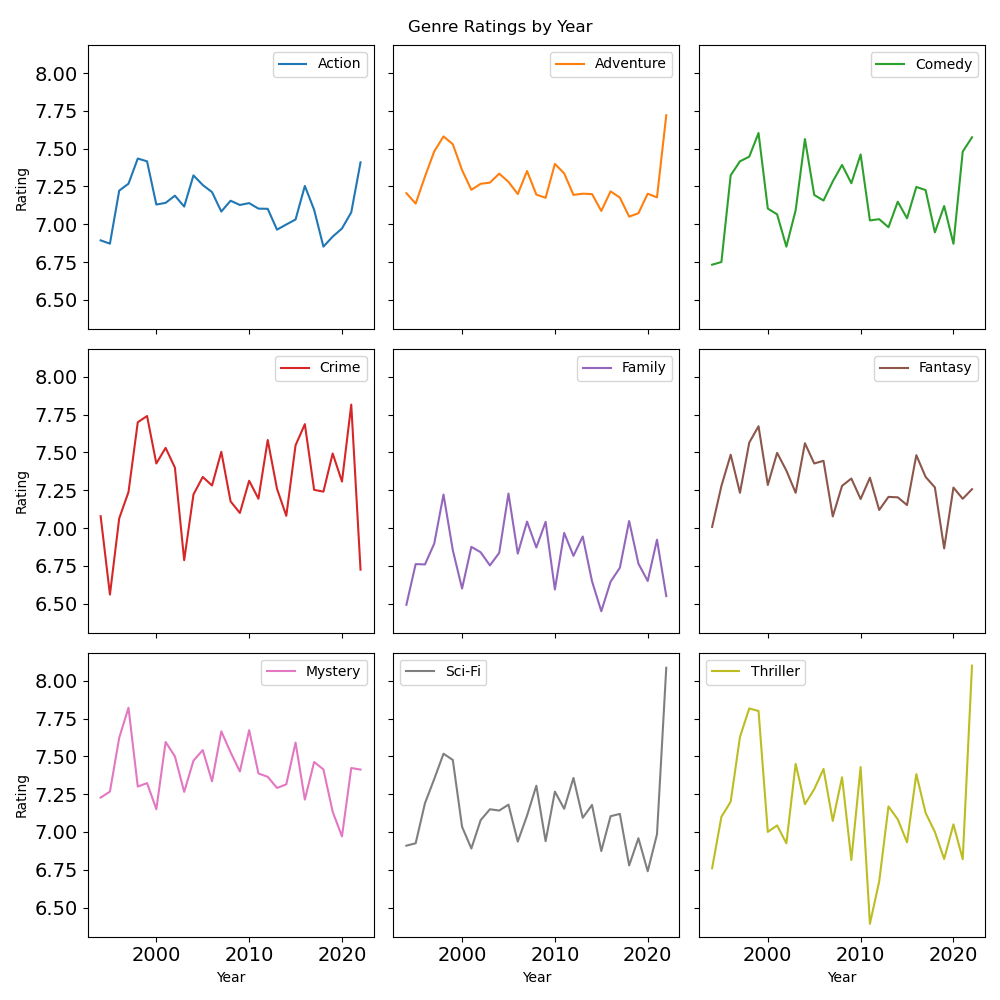 Genre Ratings by Year
Action
Adventure
Comedy
8.00
7.75
7.50
7.25
7.00
6.75
6.50
Rating
Crime
Family
Fantasy
8.00
7.75
7.50
7.25
7.00
6.75
6.50
Rating
Mystery
Sci-Fi
Thriller
8.00
7.75
7.50
7.25
7.00
6.75
6.50
Rating
2000 2010 2020
2000 2010 2020
2000 2010 2020
Year
Year
Year